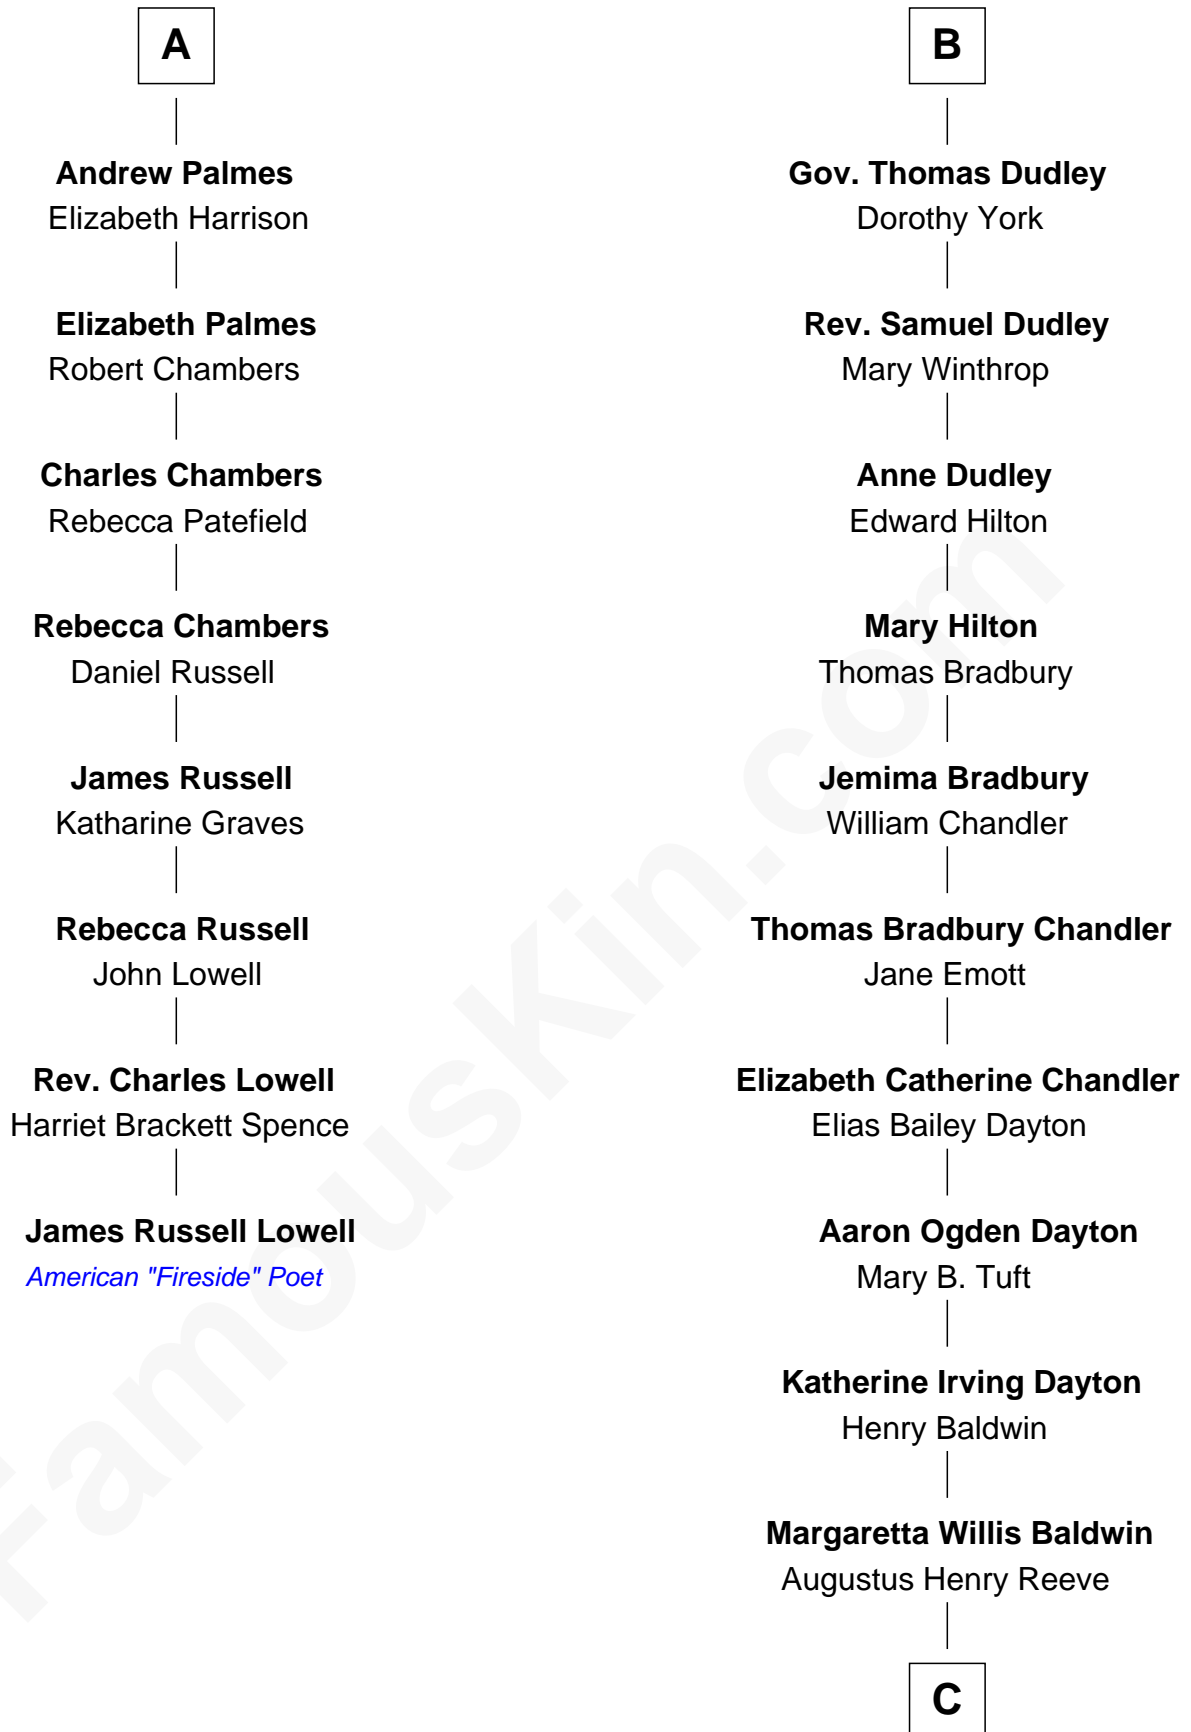 A
Andrew Palmes
Elizabeth Harrison
Elizabeth Palmes
Robert Chambers
Charles Chambers
Rebecca Patefield
Rebecca Chambers
Daniel Russell
James Russell
Katharine Graves
Rebecca Russell
John Lowell
Rev. Charles Lowell
Harriet Brackett Spence
James Russell Lowell
American "Fireside" Poet
B
Gov. Thomas Dudley
Dorothy York
Rev. Samuel Dudley
Mary Winthrop
Anne Dudley
Edward Hilton
Mary Hilton
Thomas Bradbury
Jemima Bradbury
William Chandler
Thomas Bradbury Chandler
Jane Emott
Elizabeth Catherine Chandler
Elias Bailey Dayton
Aaron Ogden Dayton
Mary B. Tuft
Katherine Irving Dayton
Henry Baldwin
Margaretta Willis Baldwin
Augustus Henry Reeve
C
FamousKin.com